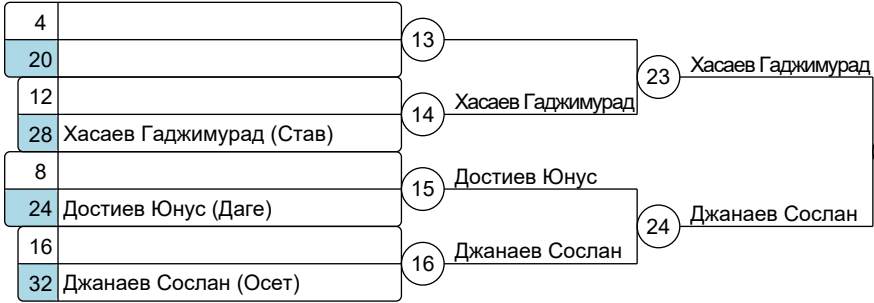 4
13
20
23 Хасаев Гаджимурад
12
14 Хасаев Гаджимурад
28 Хасаев Гаджимурад (Став)
8
15 Достиев Юнус
24 Достиев Юнус (Даге)
24 Джанаев Сослан
16
16 Джанаев Сослан
32 Джанаев Сослан (Осет)